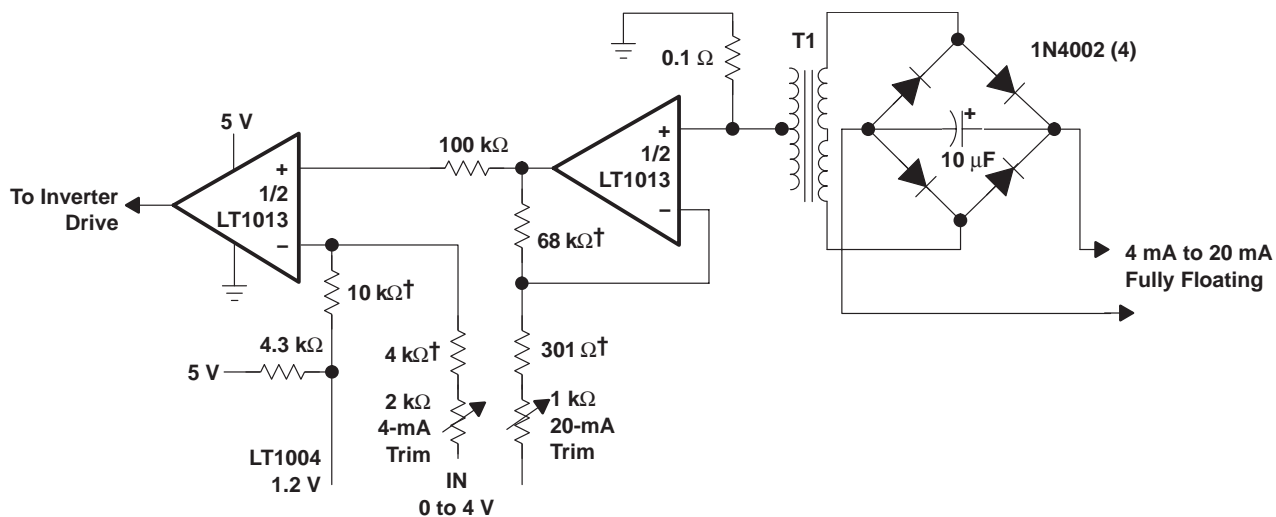 T1
1N4002 (4)
0.1 Ω
5 V
100 kΩ
+
1/2
LT1013
−
+
1/2
LT1013
−
+
10 μF
To Inverter
Drive
68 kΩ†
4 mA to 20 mA
Fully Floating
10 kΩ†
4.3 kΩ
5 V
4 kΩ†
301 Ω†
2 kΩ
4-mA
Trim
1 kΩ
20-mA
Trim
LT1004
1.2 V
IN
0 to 4 V